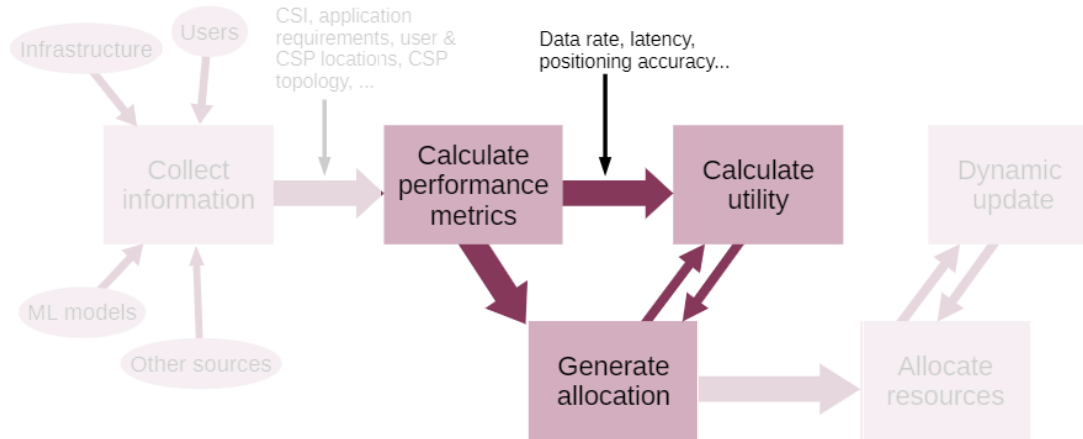 Infrastructure
Users
CSI, application
requirements, user &
CSP locations, CSP
topology, ...
Data rate, latency,
positioning accuracy...
Collect
information
Calculate
performance
metrics
Calculate
utility
Dynamic
update
ML models
Other sources
Generate
allocation
Allocate
resources